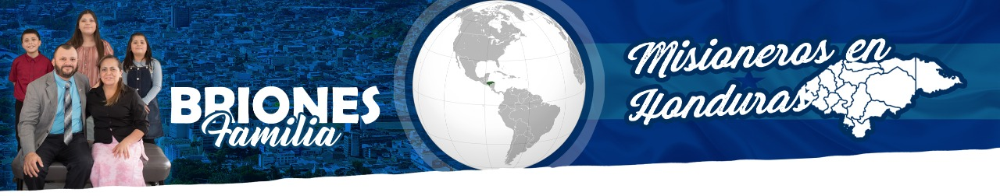 BRIONES
Familia
Misioneros en
Honduras